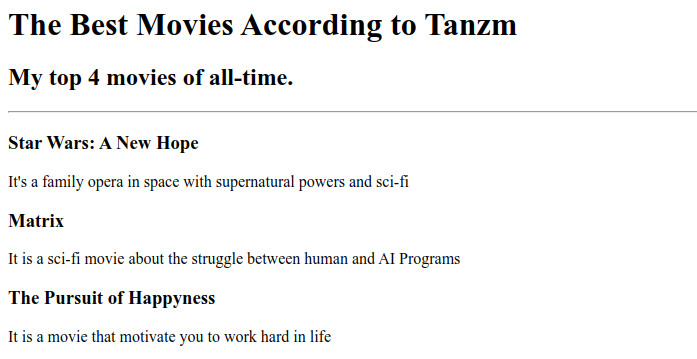 The Best Movies According to Tanzm
My top 4 movies of all-time.
Star Wars: A New Hope
It's a family opera in space with supernatural powers and sci-fi
Matrix
It is a sci-fi movie about the struggle between human and AI Programs
The Pursuit of Happyness
It is a movie that motivate you to work hard in life